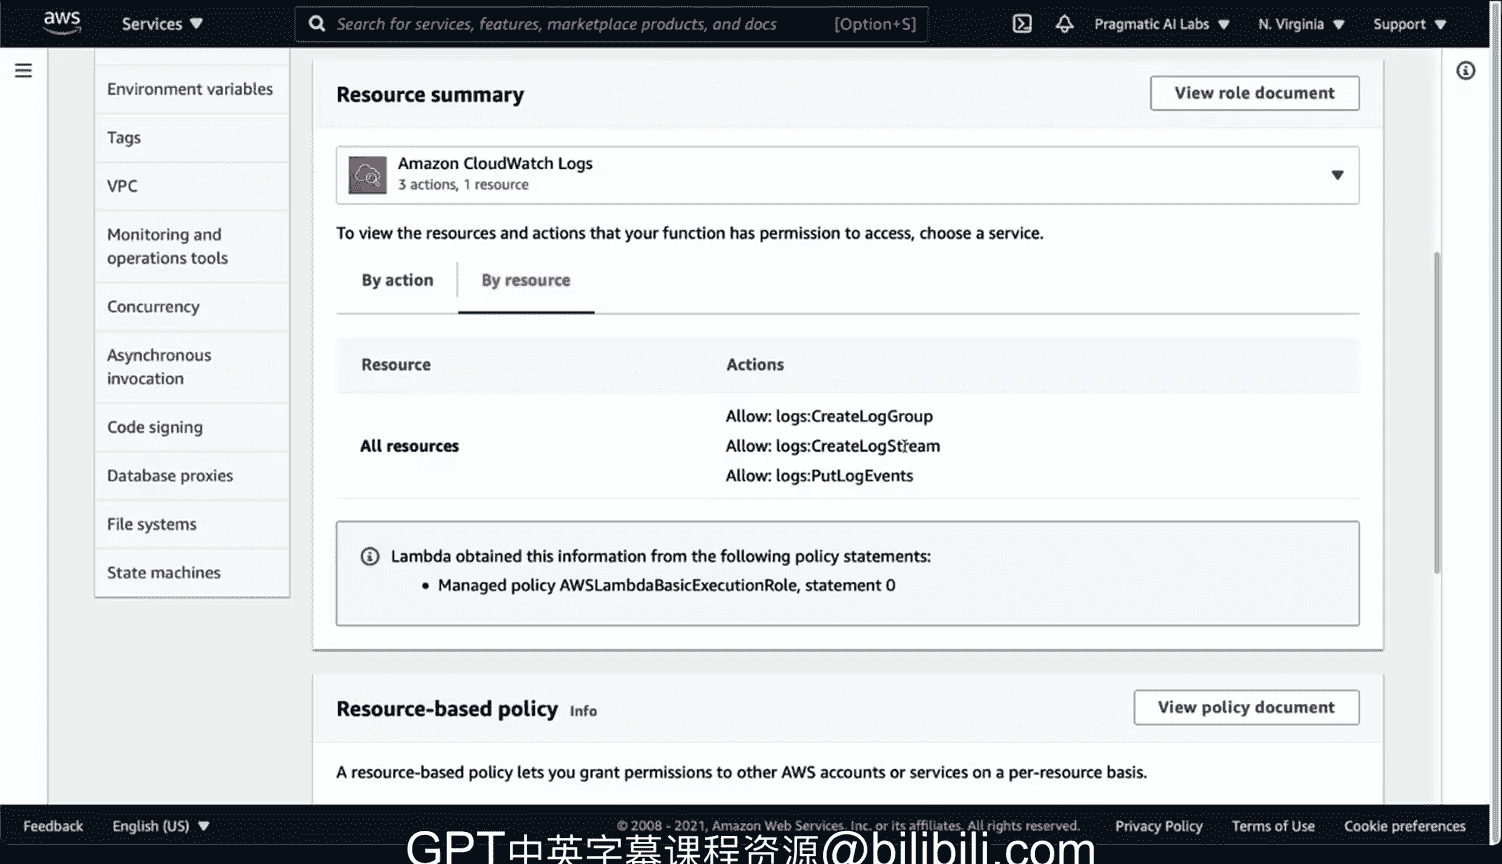 aws
Services
Search for services, features, marketplace products, and docs
[Option+S]
Pragmatic AI Labs
N. Virginia
Support
Environment variables
Tags
VPC
Monitoring and
operations tools
Concurrency
Asynchronous
invocation
Code signing
Database proxies
File systems
State machines
Resource summary
View role document
Amazon CloudWatch Logs
3 actions, 1 resource
To view the resources and actions that your function has permission to access, choose a service.
By action
By resource
Resource
Actions
All resources
Allow: logs:CreateLogGroup
Allow: logs:CreateLogStream
Allow: logs:PutLogEvents
Lambda obtained this information from the following policy statements:
• Managed policy AWSLambdaBasicExecutionRole, statement 0
Resource-based policy Info
View policy document
A resource-based policy lets you grant permissions to other AWS accounts or services on a per-resource basis.
Feedback
English (US)
© 2008 - 2021, Amazon Web Services, Inc. or its affiliates. All rights reserved.
Privacy Policy
Terms of Use
Cookie preferences
GPT中英字幕课程资源@bilibili.com